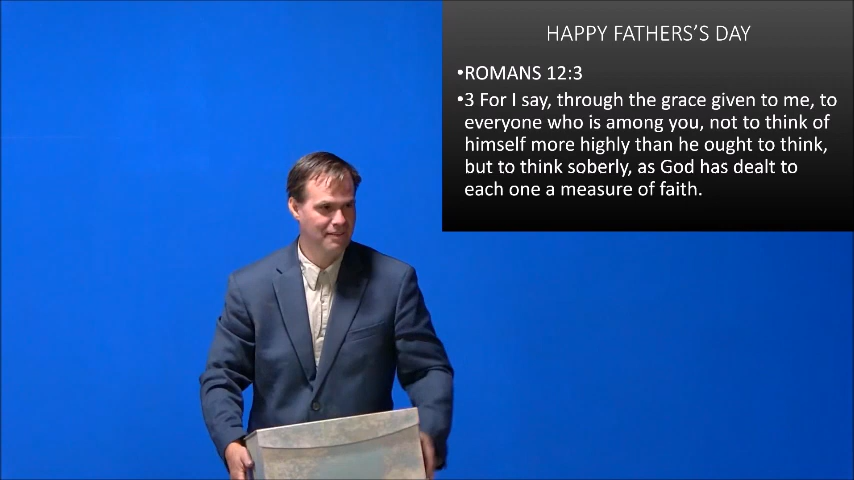 HAPPY FATHERS'S DAY
•ROMANS 12:3
•3 For I say, through the grace given to me, to
everyone who is among you, not to think of
himself more highly than he ought to think,
but to think soberly, as God has dealt to
each one a measure of faith.